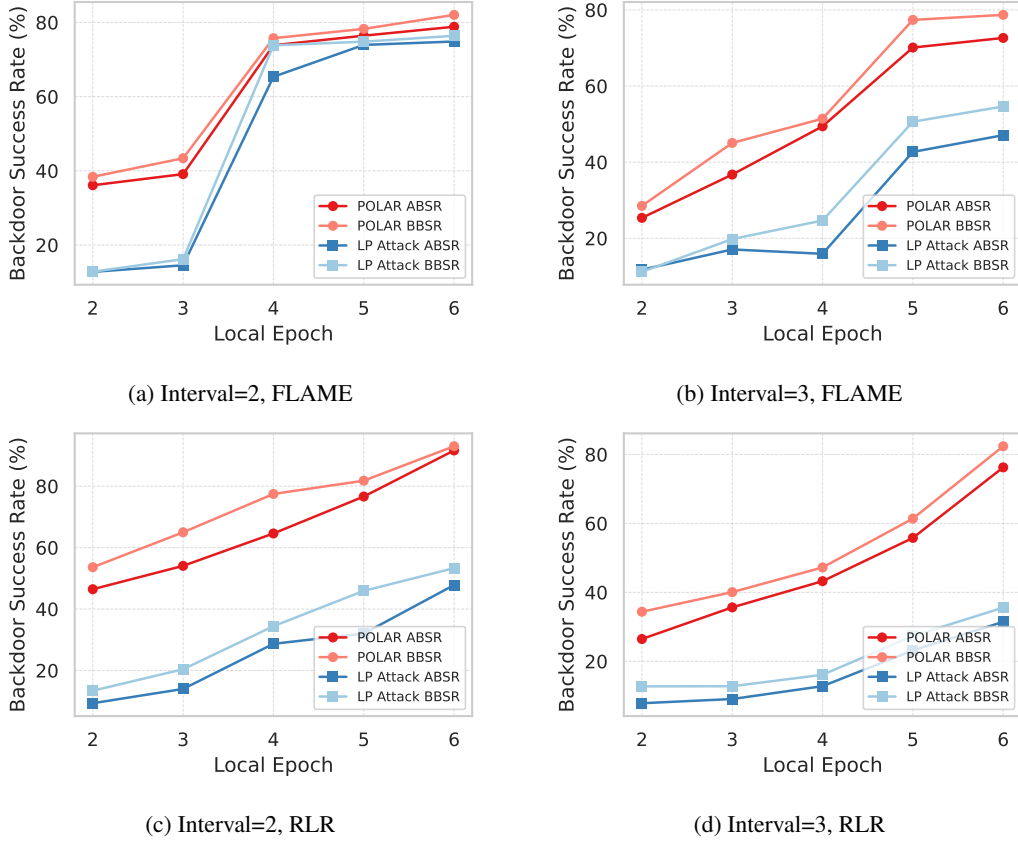 Backdoor Success Rate (%)
80
60
40
20
POLAR ABSR
POLAR BBSR
LP Attack ABSR
LP Attack BBSR
2 3 4 5 6
Local Epoch
(a) Interval=2, FLAME
Backdoor Success Rate (%)
80
60
40
20
POLAR ABSR
POLAR BBSR
LP Attack ABSR
LP Attack BBSR
2 3 4 5 6
Local Epoch
(b) Interval=3, FLAME
Backdoor Success Rate (%)
80
60
40
20
POLAR ABSR
POLAR BBSR
LP Attack ABSR
LP Attack BBSR
2 3 4 5 6
Local Epoch
(c) Interval=2, RLR
Backdoor Success Rate (%)
80
60
40
20
POLAR ABSR
POLAR BBSR
LP Attack ABSR
LP Attack BBSR
2 3 4 5 6
Local Epoch
(d) Interval=3, RLR